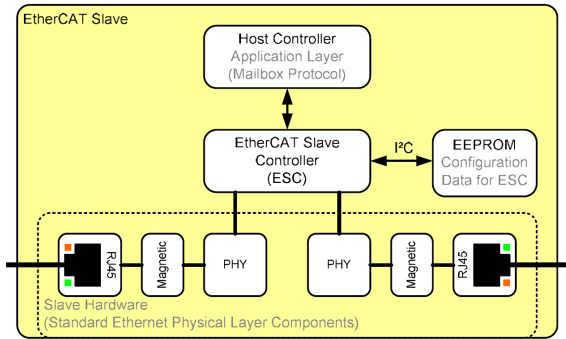 EtherCAT Slave
Host Controller
Application Layer
(Mailbox Protocol)
EtherCAT Slave
Controller
(ESC)
I²C
EEPROM
Configuration
Data for ESC
RJ45
Magnetic
PHY
PHY
Magnetic
RJ45
Slave Hardware
(Standard Ethernet Physical Layer Components)